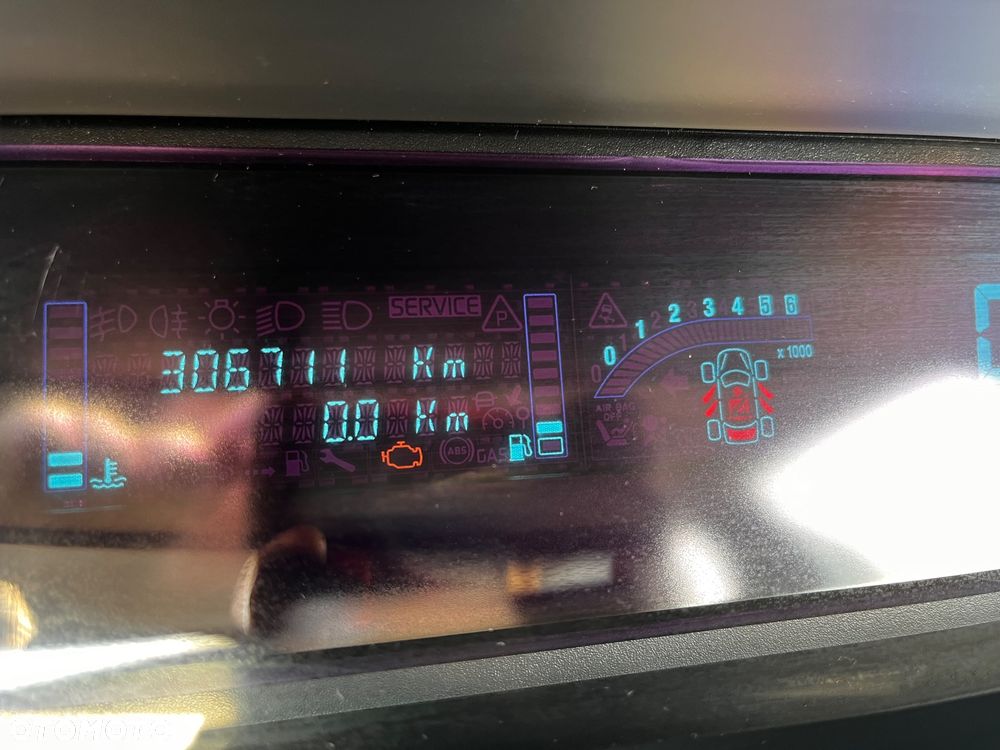 SERVICE
P
306711 Km
0.0 Km
ABS
GAS
0 1 2 3 4 5 6
x 1000
AIR BAG
OFF
OTOMOTO